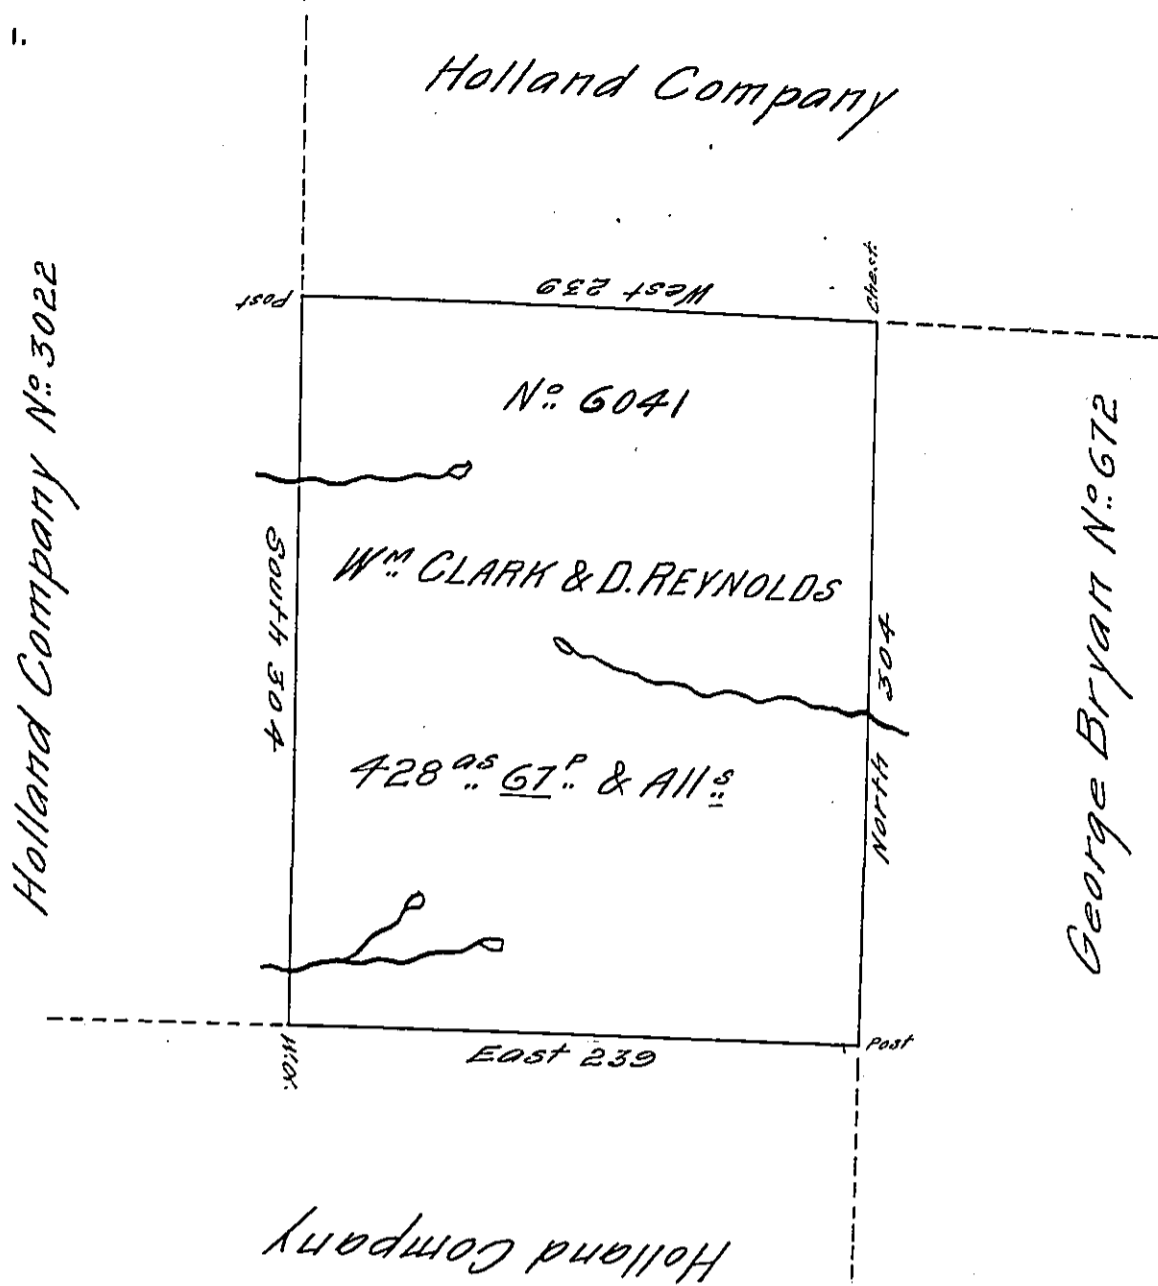 1.
Holland Company
West 239
Post
Chest.
Holland Company Nº 3022
Nº 6041
George Bryan Nº 672
Wᴹ CLARK & D. REYNOLDS
South 304
North 304
428 ᵃˢ 67 ᴾ & Allˢ
East 239
W.O.
Post
Holland Company